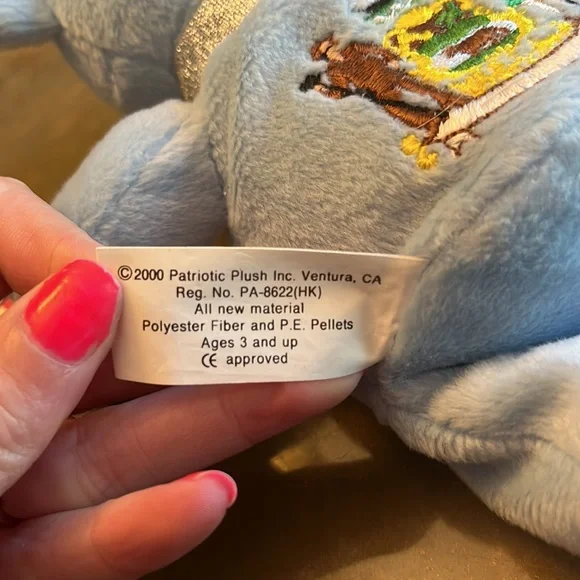 ©2000 Patriotic Plush Inc. Ventura, CA
Reg. No. PA-8622(HK)
All new material
Polyester Fiber and P.E. Pellets
Ages 3 and up
CE approved